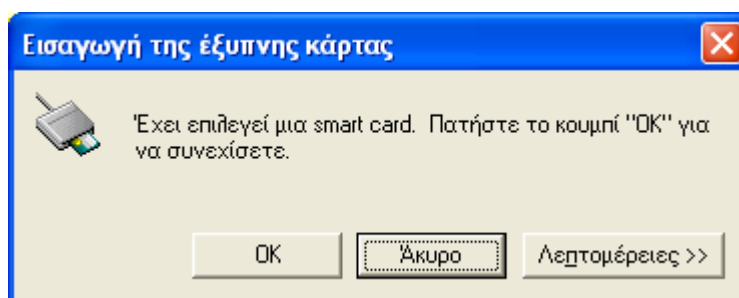 Εισαγωγή της έξυπνης κάρτας
Έχει επιλεγεί μια smart card. Πατήστε το κουμπί "OK" για
να συνεχίσετε.
OK
Άκυρο
Λεπτομέρειες >>